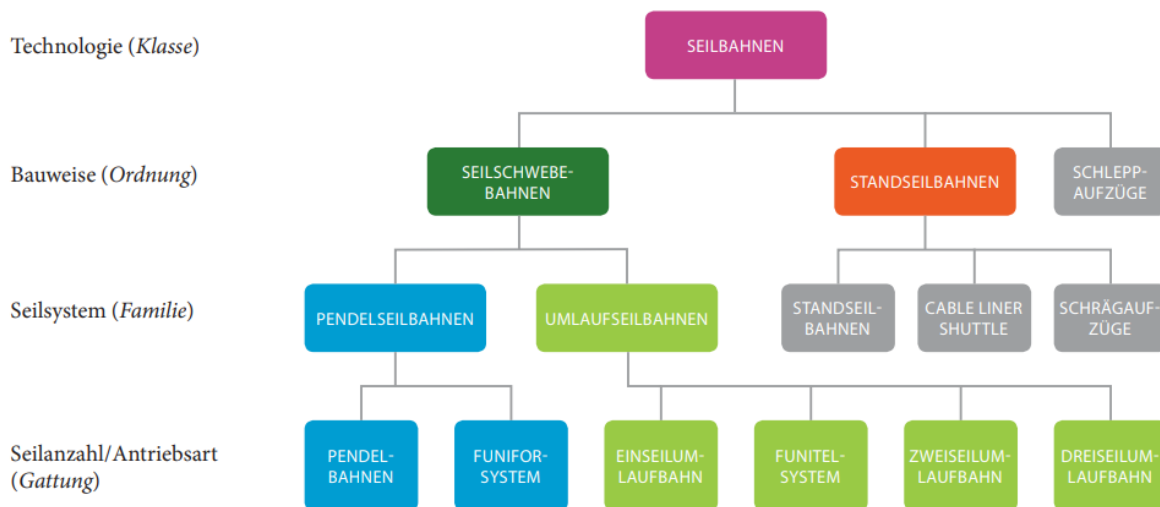 Technologie (Klasse)
SEILBAHNEN
Bauweise (Ordnung)
SEILSCHWEBE-
BAHNEN
STANDSEILBAHNEN
SCHLEPP-
AUFZÜGE
Seilsystem (Familie)
PENDELSEILBAHNEN
UMLAUFSEILBAHNEN
STANDSEIL-
BAHNEN
CABLE LINER
SHUTTLE
SCHRÄGAUF-
ZÜGE
Seilanzahl/Antriebsart
(Gattung)
PENDEL-
BAHNEN
FUNIFOR-
SYSTEM
EINSEILUM-
LAUFBAHN
FUNITEL-
SYSTEM
ZWEISEILUM-
LAUFBAHN
DREISEILUM-
LAUFBAHN